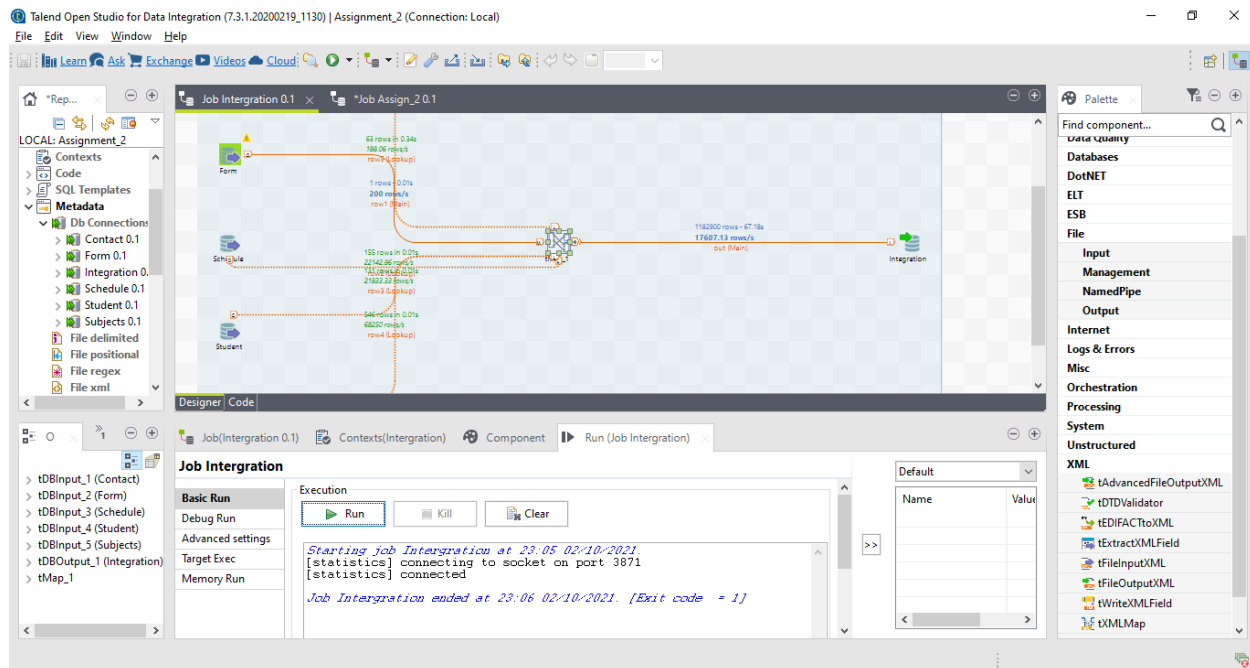 Talend Open Studio for Data Integration (7.3.1.20200219_1130) | Assignment_2 (Connection: Local)
File Edit View Window Help
Learn Ask Exchange Videos Cloud
*Rep...
LOCAL: Assignment_2
Contexts
Code
SQL Templates
Metadata
Db Connections
Contact 0.1
Form 0.1
Integration 0.
Schedule 0.1
Student 0.1
Subjects 0.1
File delimited
File positional
File regex
File xml
Job Intergration 0.1
*Job Assign_2 0.1
Form
63 rows in 0.34s
188.06 rows/s
(Lookup)
1 rows - 0.01s
200 rows/s
row1 (Main)
Schedule
155 rows in 0.01s
22142.86 rows/s
21833.33 rows/s
row3 (Lookup)
546 rows in 0.01s
68250 rows/s
row4 (Lookup)
Student
1182900 rows - 67.18s
17607.13 rows/s
out (Main)
Integration
Designer Code
Palette
Find component...
Data Quality
Databases
DotNET
ELT
ESB
File
Input
Management
NamedPipe
Output
Internet
Logs & Errors
Misc
Orchestration
Processing
System
Unstructured
XML
tAdvancedFileOutputXML
tDTDValidator
tEDIFACTtoXML
tExtractXMLField
tFileInputXML
tFileOutputXML
tWriteXMLField
tXMLMap
O
1
tDBInput_1 (Contact)
tDBInput_2 (Form)
tDBInput_3 (Schedule)
tDBInput_4 (Student)
tDBInput_5 (Subjects)
tDBOutput_1 (Integration)
tMap_1
Job(Intergration 0.1)
Contexts(Intergration)
Component
Run (Job Intergration)
Job Intergration
Basic Run
Debug Run
Advanced settings
Target Exec
Memory Run
Execution
Run
Kill
Clear
Starting job Intergration at 23:05 02/10/2021.
[statistics] connecting to socket on port 3871
[statistics] connected
Job Intergration ended at 23:06 02/10/2021. [Exit code = 1]
>>
Default
Name
Value